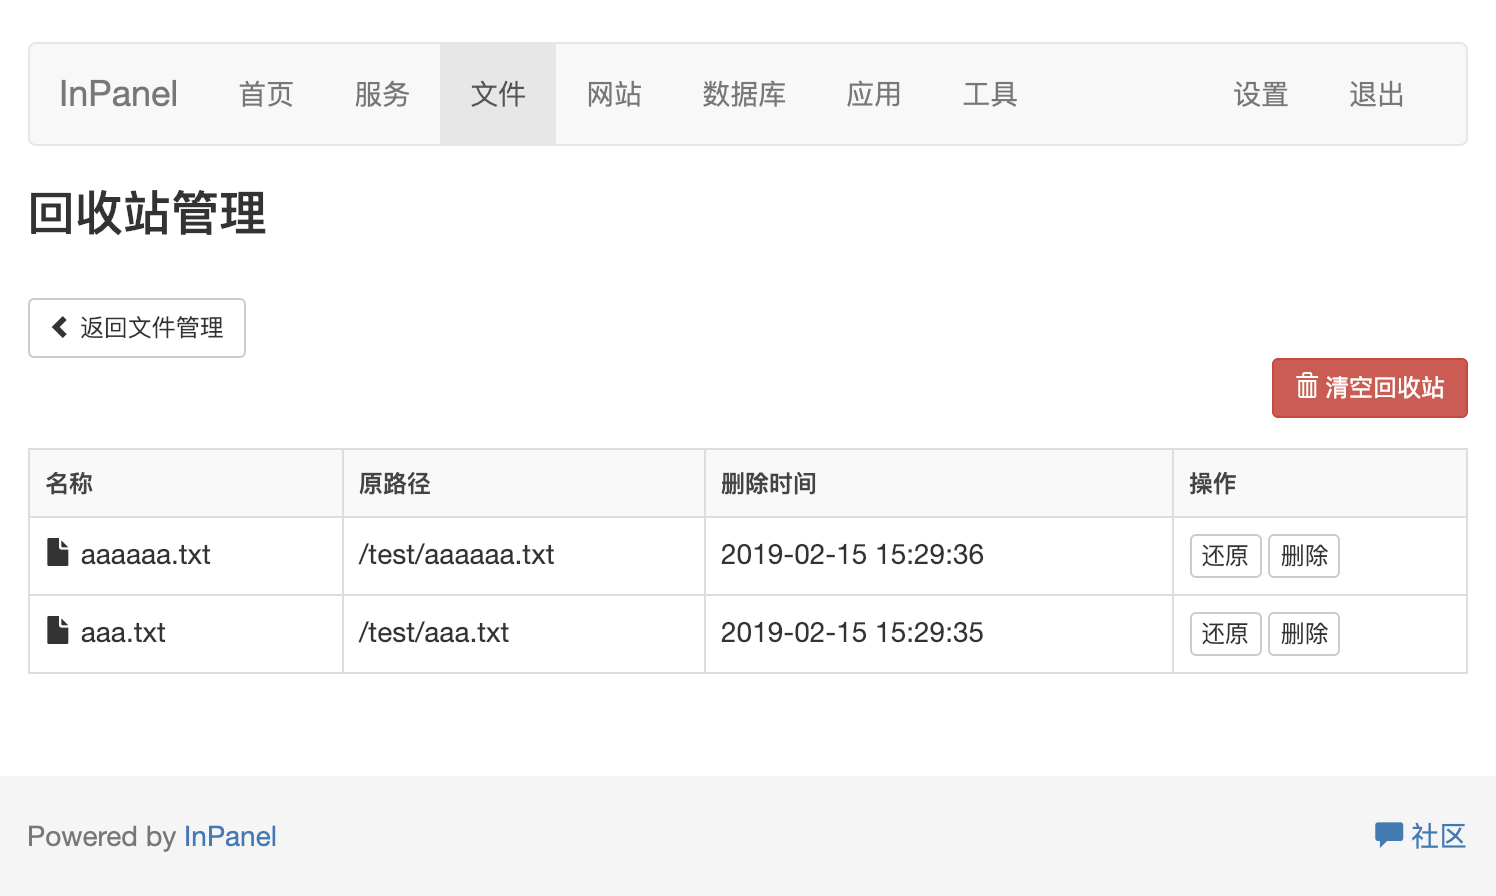 InPanel 首页 服务 文件 网站 数据库 应用 工具 设置 退出
回收站管理
返回文件管理
清空回收站
名称 原路径 删除时间 操作
aaaaaa.txt /test/aaaaaa.txt 2019-02-15 15:29:36 还原 删除
aaa.txt /test/aaa.txt 2019-02-15 15:29:35 还原 删除
Powered by InPanel 社区